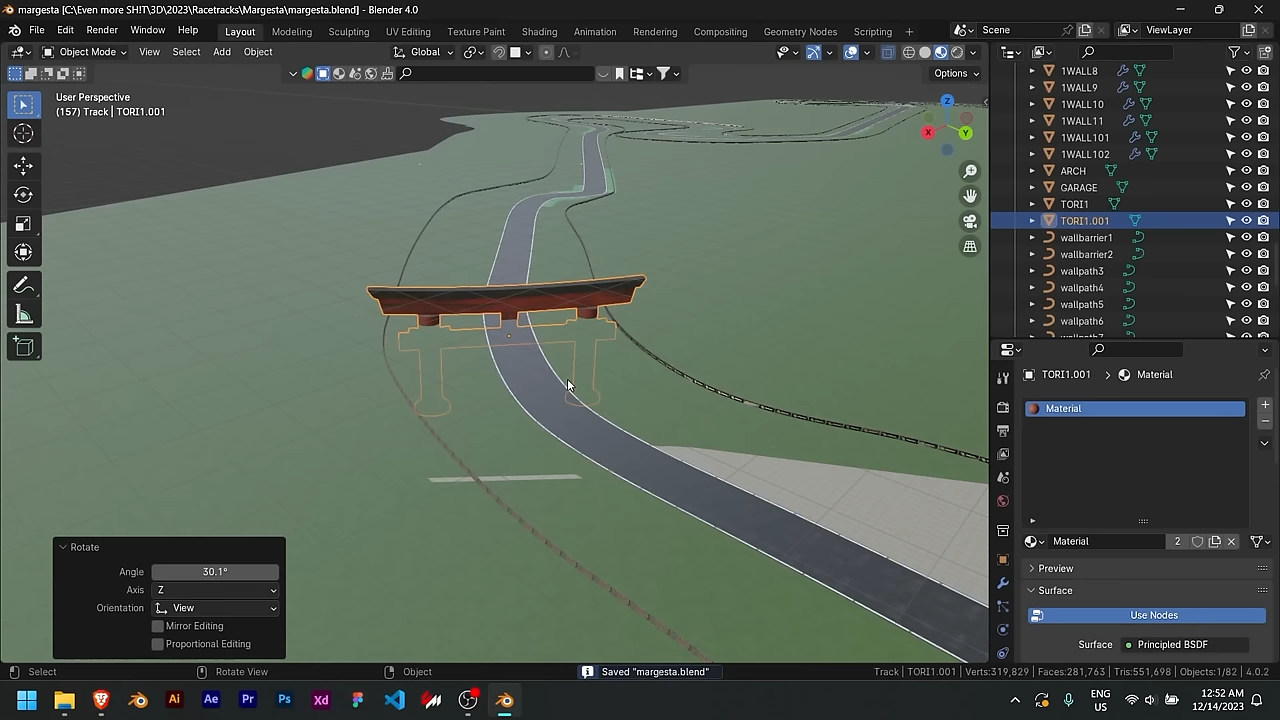 margesta [C:\Even more SH!T\3D\2023\Racetracks\Margesta\margesta.blend] - Blender 4.0
File Edit Render Window Help Layout Modeling Sculpting UV Editing Texture Paint Shading Animation Rendering Compositing Geometry Nodes Scripting + Scene ViewLayer
Object Mode View Select Add Object Global
Options
User Perspective
(157) Track | TORI1.001
Z
X
Y
1WALL8
1WALL9
1WALL10
1WALL11
1WALL101
1WALL102
ARCH
GARAGE
TORI1
TORI1.001
wallbarrier1
wallbarrier2
wallpath3
wallpath4
wallpath5
wallpath6
TORI1.001 > Material
Material
Material 2
Preview
Surface
Use Nodes
Surface Principled BSDF
Rotate
Angle 30.1°
Axis Z
Orientation View
Mirror Editing
Proportional Editing
Select Rotate View Object Saved "margesta.blend" Track | TORI1.001 | Verts:319,829 | Faces:281,763 | Tris:551,698 | Objects:1/82 | 4.0.2
Ai Ae Pr Ps Xd
ENG
US
12:52 AM
12/14/2023